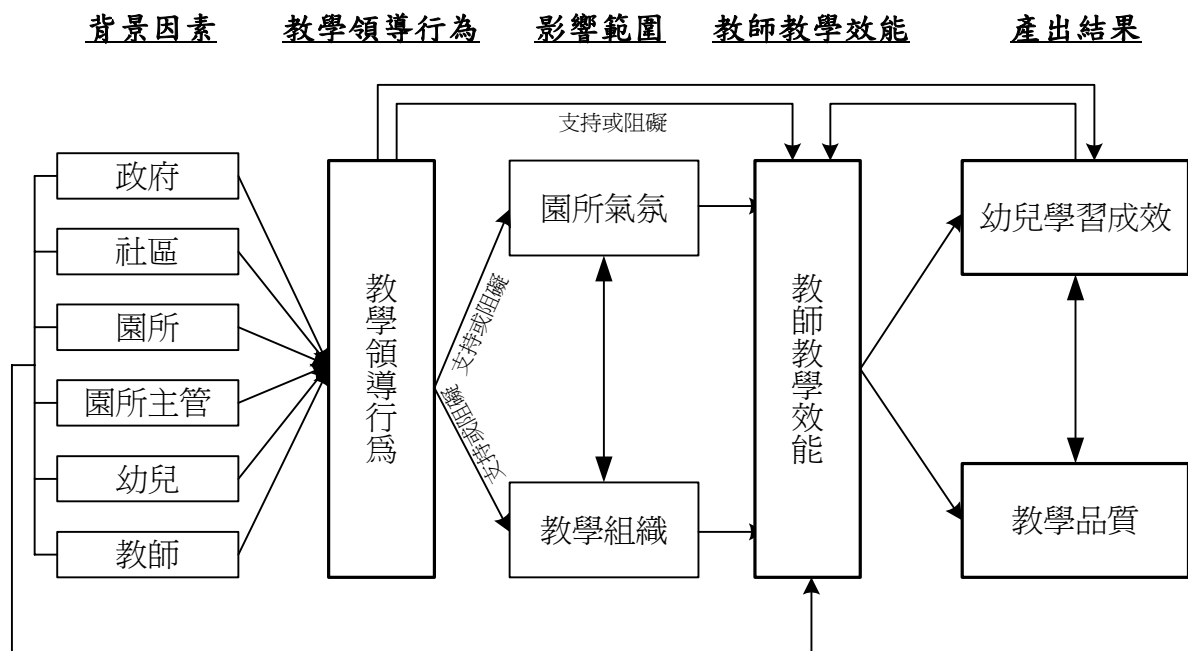 背景因素 教學領導行為 影響範圍 教師教學效能 產出結果
支持或阻礙
政府
社區
園所
園所主管
幼兒
教師
教學領導行為
支持或阻礙
支持或阻礙
園所氣氛
教學組織
教師教學效能
幼兒學習成效
教學品質